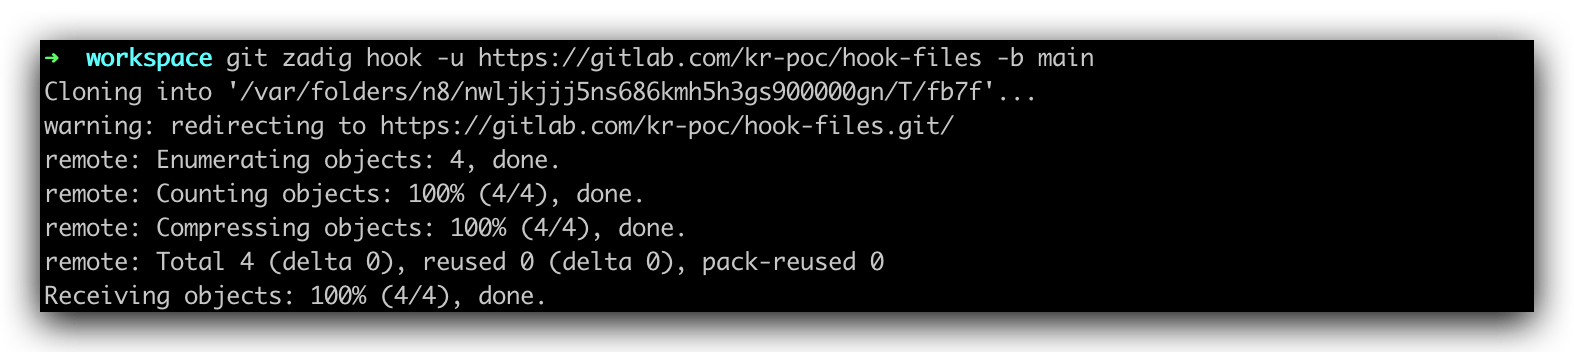 ➜  workspace git zadig hook -u https://gitlab.com/kr-poc/hook-files -b main
Cloning into '/var/folders/n8/nwljkjjj5ns686kmh5h3gs900000gn/T/fb7f'...
warning: redirecting to https://gitlab.com/kr-poc/hook-files.git/
remote: Enumerating objects: 4, done.
remote: Counting objects: 100% (4/4), done.
remote: Compressing objects: 100% (4/4), done.
remote: Total 4 (delta 0), reused 0 (delta 0), pack-reused 0
Receiving objects: 100% (4/4), done.